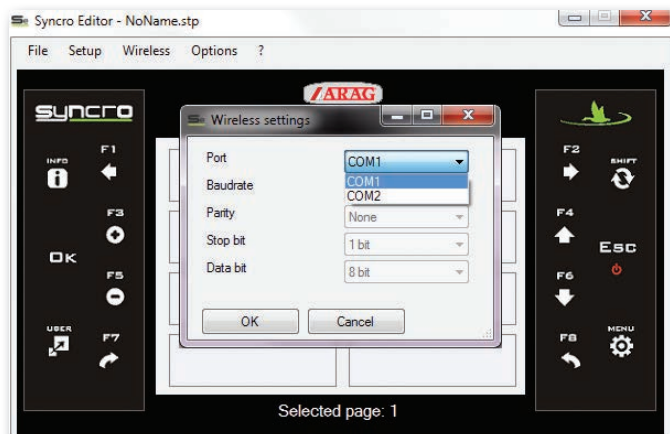 Syncro Editor - NoName.stp
File Setup Wireless Options ?
ARAG
syncro
Wireless settings
F1
INFO
F3
OK
F5
USER
F7
Port COM1
COM1
COM2
Baudrate
Parity None
Stop bit 1 bit
Data bit 8 bit
OK Cancel
F2
SHIFT
F4
Esc
F6
MENU
F8
Selected page: 1